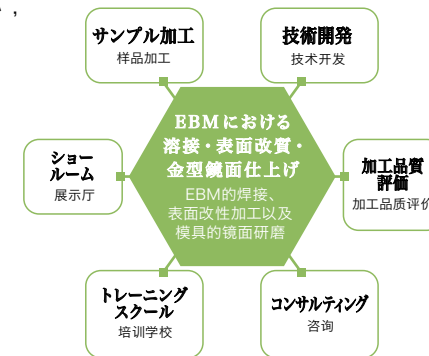 サンプル加工
样品加工
技術開発
技术开发
EBMにおける
溶接・表面改質・
金型鏡面仕上げ
EBM的焊接、
表面改性加工以及
模具的镜面研磨
ショー
ルーム
展示厅
加工品質
評価
加工品质评价
トレーニング
スクール
培训学校
コンサルティング
咨询